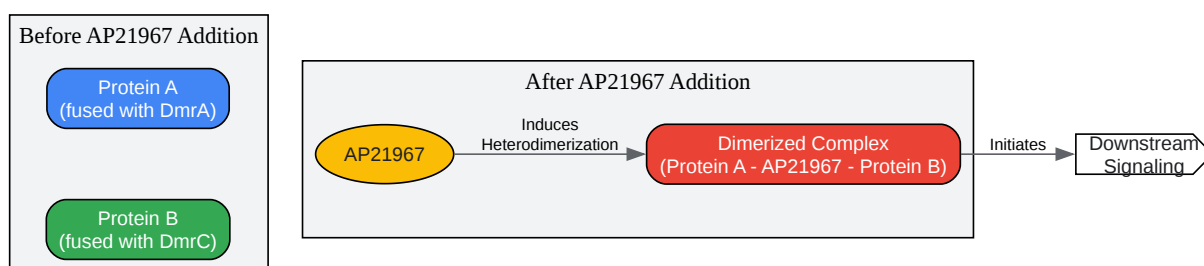 Before AP21967 Addition
Protein A
(fused with DmrA)
Protein B
(fused with DmrC)
After AP21967 Addition
AP21967
Induces
Heterodimerization
Dimerized Complex
(Protein A - AP21967 - Protein B)
Initiates
Downstream
Signaling